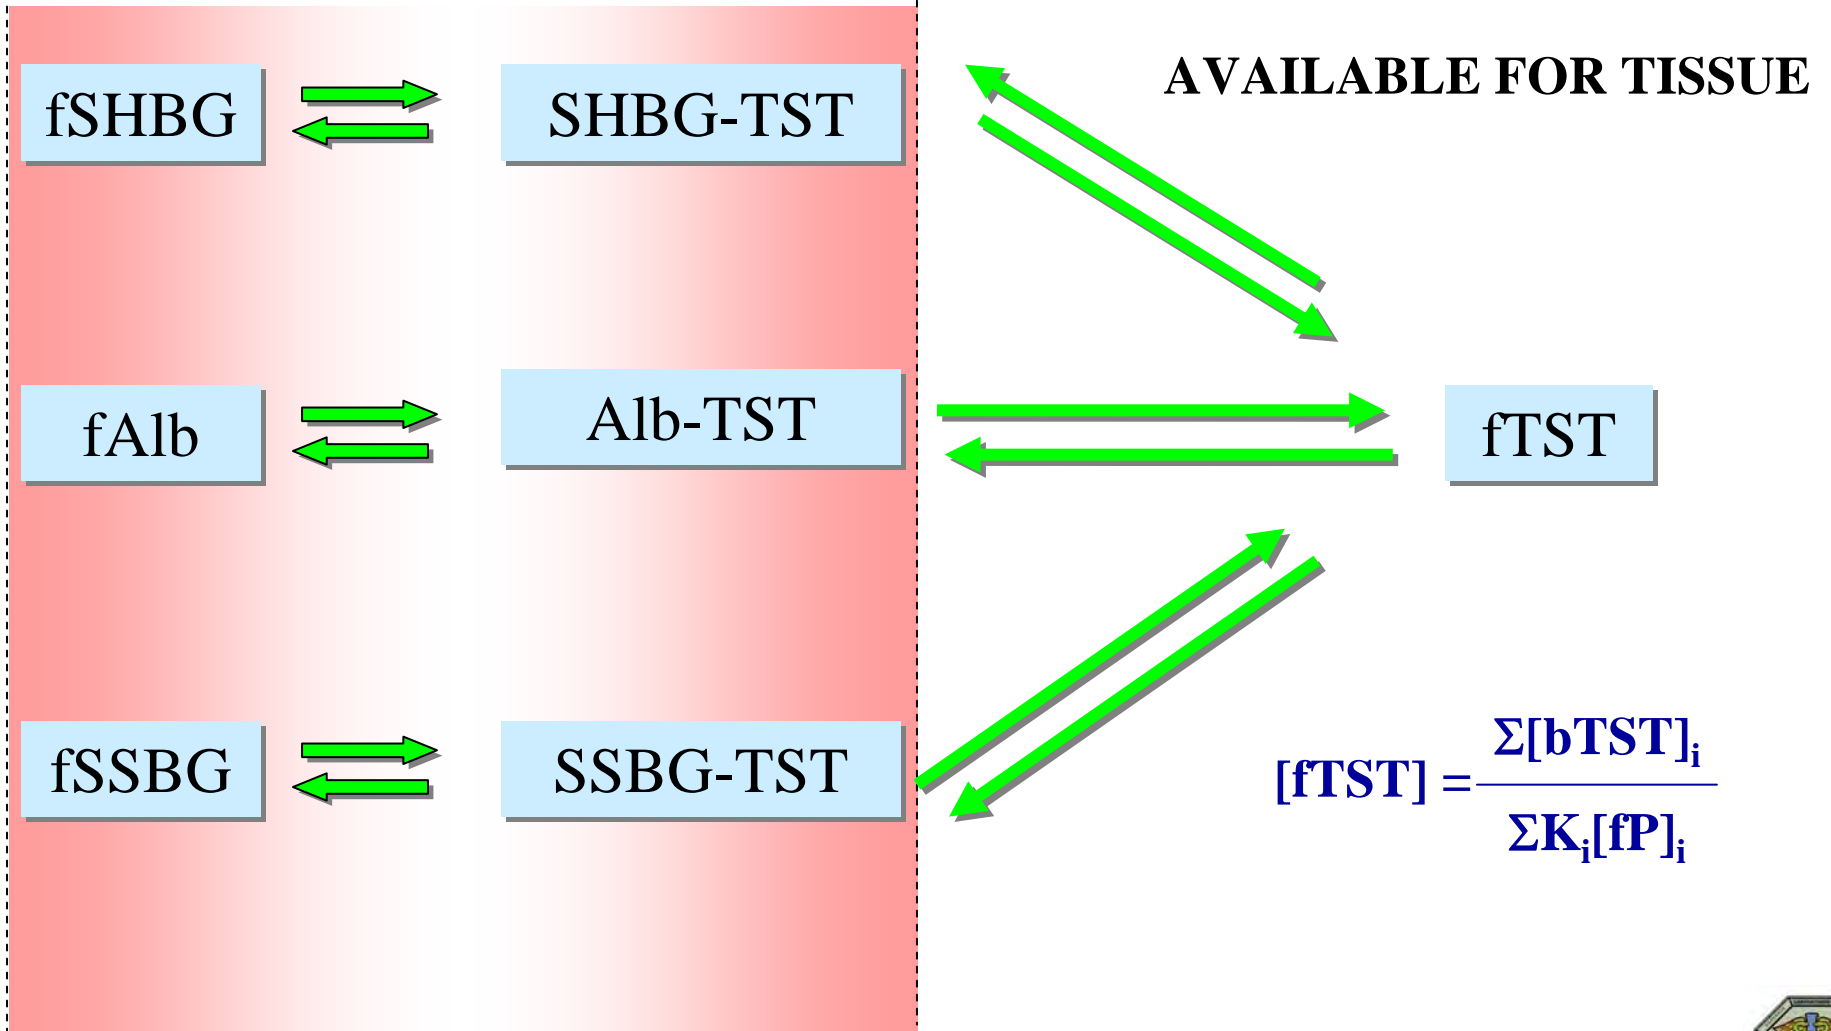 AVAILABLE FOR TISSUE
fSHBG
SHBG-TST
fAlb
Alb-TST
fTST
fSSBG
SSBG-TST
[fTST] = Σ[bTST]i
ΣKi[fP]i